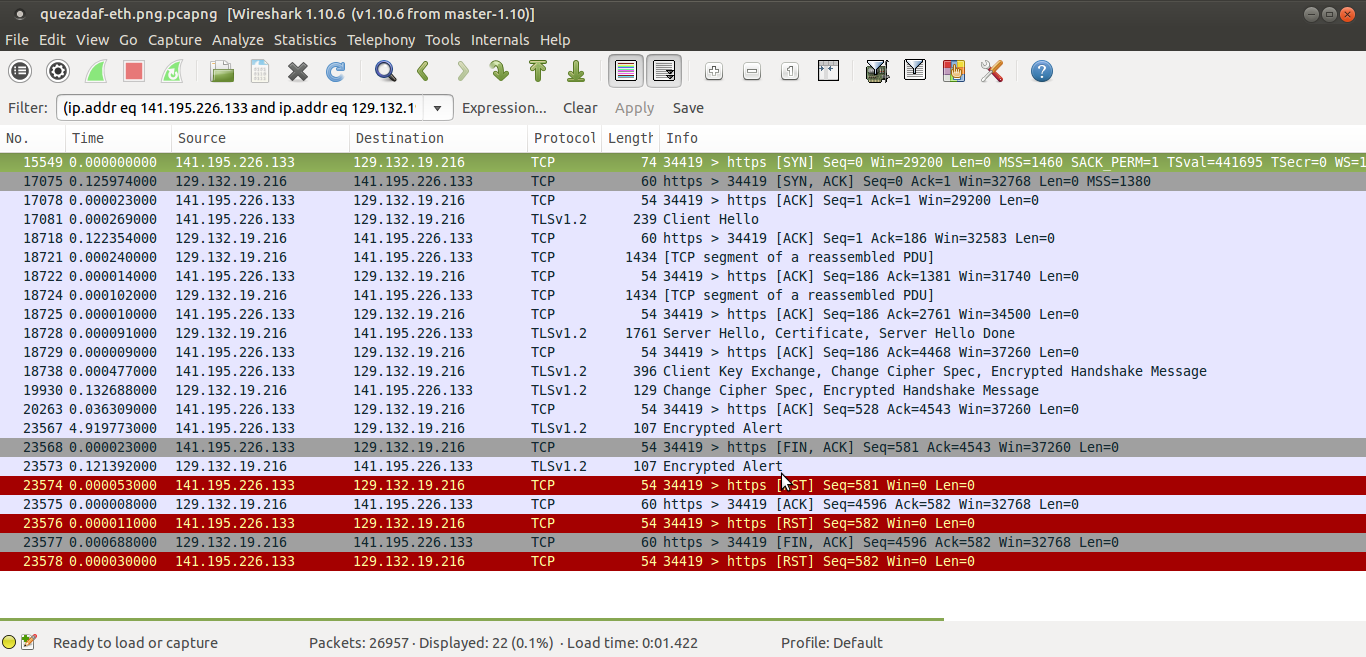 quezadaf-eth.png.pcapng [Wireshark 1.10.6 (v1.10.6 from master-1.10)]
File Edit View Go Capture Analyze Statistics Telephony Tools Internals Help
Filter: (ip.addr eq 141.195.226.133 and ip.addr eq 129.132.1 Expression... Clear Apply Save
No. Time Source Destination Protocol Length Info
15549 0.000000000 141.195.226.133 129.132.19.216 TCP 74 34419 > https [SYN] Seq=0 Win=29200 Len=0 MSS=1460 SACK_PERM=1 TSval=441695 TSecr=0 WS=1
17075 0.125974000 129.132.19.216 141.195.226.133 TCP 60 https > 34419 [SYN, ACK] Seq=0 Ack=1 Win=32768 Len=0 MSS=1380
17078 0.000023000 141.195.226.133 129.132.19.216 TCP 54 34419 > https [ACK] Seq=1 Ack=1 Win=29200 Len=0
17081 0.000269000 141.195.226.133 129.132.19.216 TLSv1.2 239 Client Hello
18718 0.122354000 129.132.19.216 141.195.226.133 TCP 60 https > 34419 [ACK] Seq=1 Ack=186 Win=32583 Len=0
18721 0.000240000 129.132.19.216 141.195.226.133 TCP 1434 [TCP segment of a reassembled PDU]
18722 0.000014000 141.195.226.133 129.132.19.216 TCP 54 34419 > https [ACK] Seq=186 Ack=1381 Win=31740 Len=0
18724 0.000102000 129.132.19.216 141.195.226.133 TCP 1434 [TCP segment of a reassembled PDU]
18725 0.000010000 141.195.226.133 129.132.19.216 TCP 54 34419 > https [ACK] Seq=186 Ack=2761 Win=34500 Len=0
18728 0.000091000 129.132.19.216 141.195.226.133 TLSv1.2 1761 Server Hello, Certificate, Server Hello Done
18729 0.000009000 141.195.226.133 129.132.19.216 TCP 54 34419 > https [ACK] Seq=186 Ack=4468 Win=37260 Len=0
18738 0.000477000 141.195.226.133 129.132.19.216 TLSv1.2 396 Client Key Exchange, Change Cipher Spec, Encrypted Handshake Message
19930 0.132688000 129.132.19.216 141.195.226.133 TLSv1.2 129 Change Cipher Spec, Encrypted Handshake Message
20263 0.036309000 141.195.226.133 129.132.19.216 TCP 54 34419 > https [ACK] Seq=528 Ack=4543 Win=37260 Len=0
23567 4.919773000 141.195.226.133 129.132.19.216 TLSv1.2 107 Encrypted Alert
23568 0.000023000 141.195.226.133 129.132.19.216 TCP 54 34419 > https [FIN, ACK] Seq=581 Ack=4543 Win=37260 Len=0
23573 0.121392000 129.132.19.216 141.195.226.133 TLSv1.2 107 Encrypted Alert
23574 0.000053000 141.195.226.133 129.132.19.216 TCP 54 34419 > https [RST] Seq=581 Win=0 Len=0
23575 0.000008000 129.132.19.216 141.195.226.133 TCP 60 https > 34419 [ACK] Seq=4596 Ack=582 Win=32768 Len=0
23576 0.000011000 141.195.226.133 129.132.19.216 TCP 54 34419 > https [RST] Seq=582 Win=0 Len=0
23577 0.000688000 129.132.19.216 141.195.226.133 TCP 60 https > 34419 [FIN, ACK] Seq=4596 Ack=582 Win=32768 Len=0
23578 0.000030000 141.195.226.133 129.132.19.216 TCP 54 34419 > https [RST] Seq=582 Win=0 Len=0
Ready to load or capture Packets: 26957 · Displayed: 22 (0.1%) · Load time: 0:01.422 Profile: Default